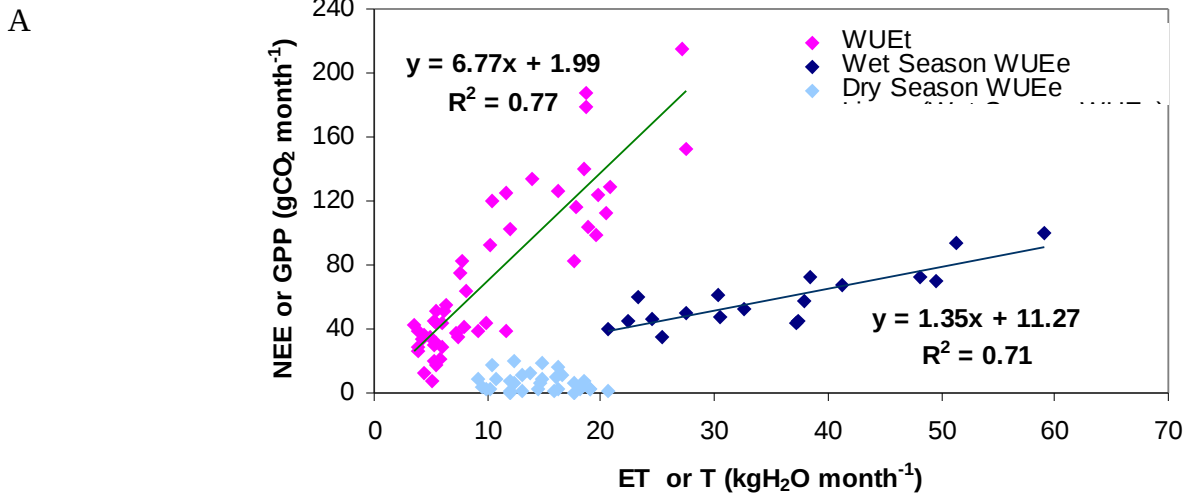 A
240
200
160
120
80
40
0
NEE or GPP (gCO₂ month⁻¹)
y = 6.77x + 1.99
R² = 0.77
WUEt
Wet Season WUEe
Dry Season WUEe
y = 1.35x + 11.27
R² = 0.71
0 10 20 30 40 50 60 70
ET or T (kgH₂O month⁻¹)